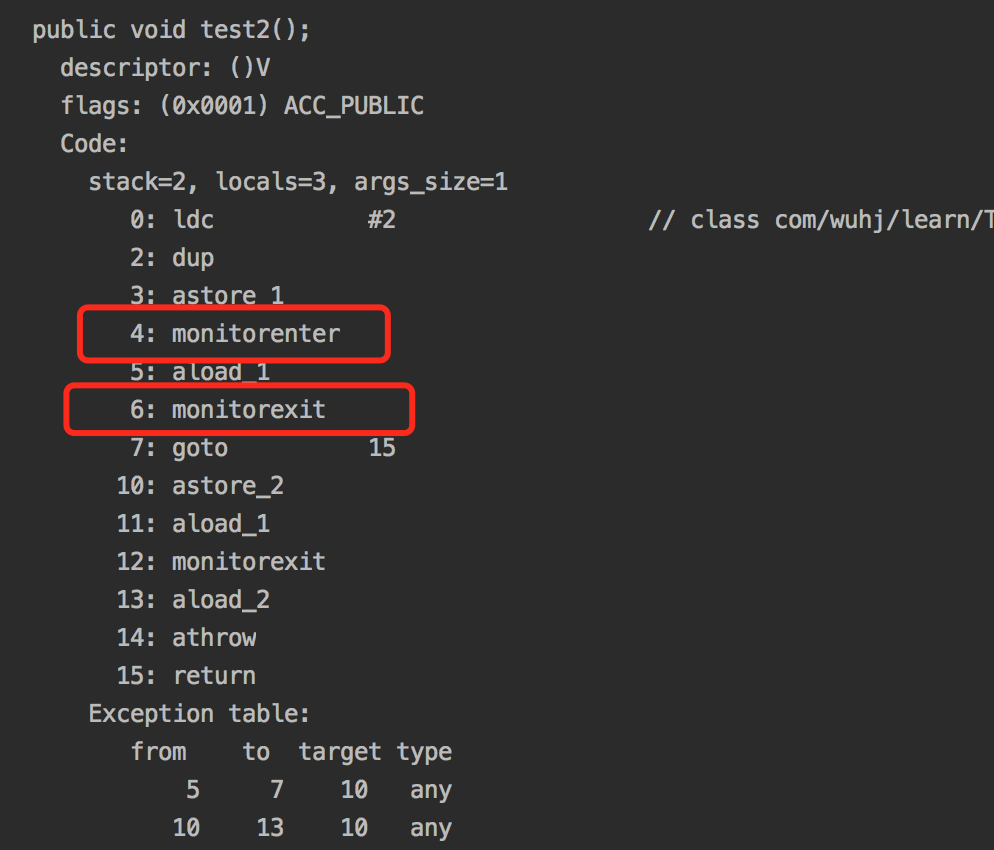 public void test2();
descriptor: ()V
flags: (0x0001) ACC_PUBLIC
Code:
stack=2, locals=3, args_size=1
0: ldc #2 // class com/wuhj/learn/T
2: dup
3: astore_1
4: monitorenter
5: aload_1
6: monitorexit
7: goto 15
10: astore_2
11: aload_1
12: monitorexit
13: aload_2
14: athrow
15: return
Exception table:
from to target type
5 7 10 any
10 13 10 any